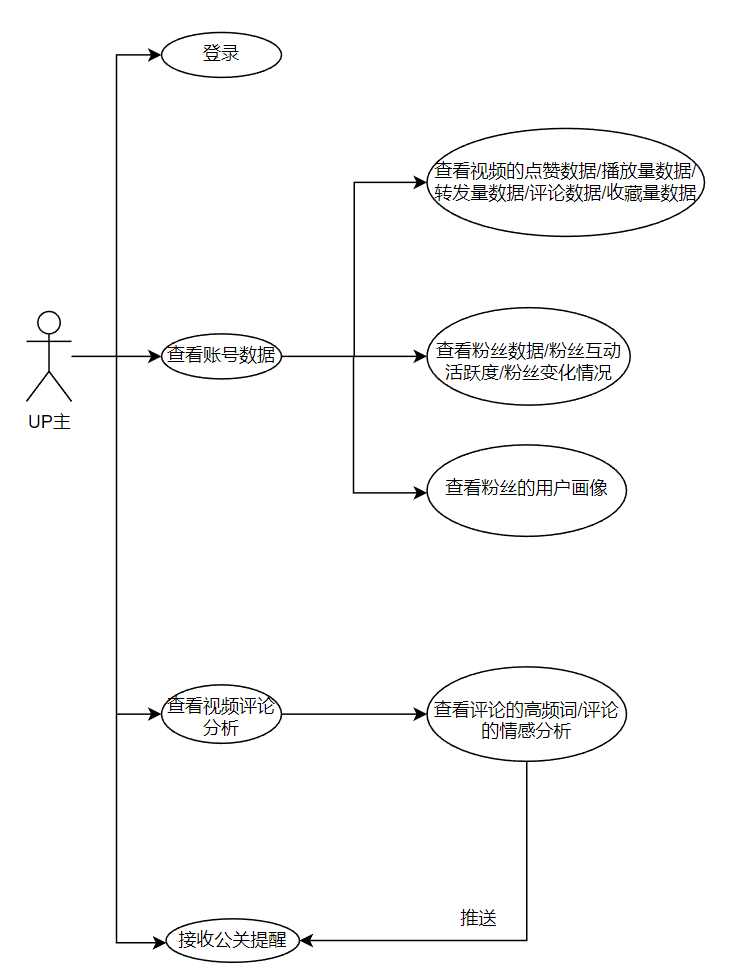 登录
查看视频的点赞数据/播放量数据/
转发量数据/评论数据/收藏量数据
查看账号数据
查看粉丝数据/粉丝互动
活跃度/粉丝变化情况
UP主
查看粉丝的用户画像
查看视频评论
分析
查看评论的高频词/评论
的情感分析
推送
接收公关提醒